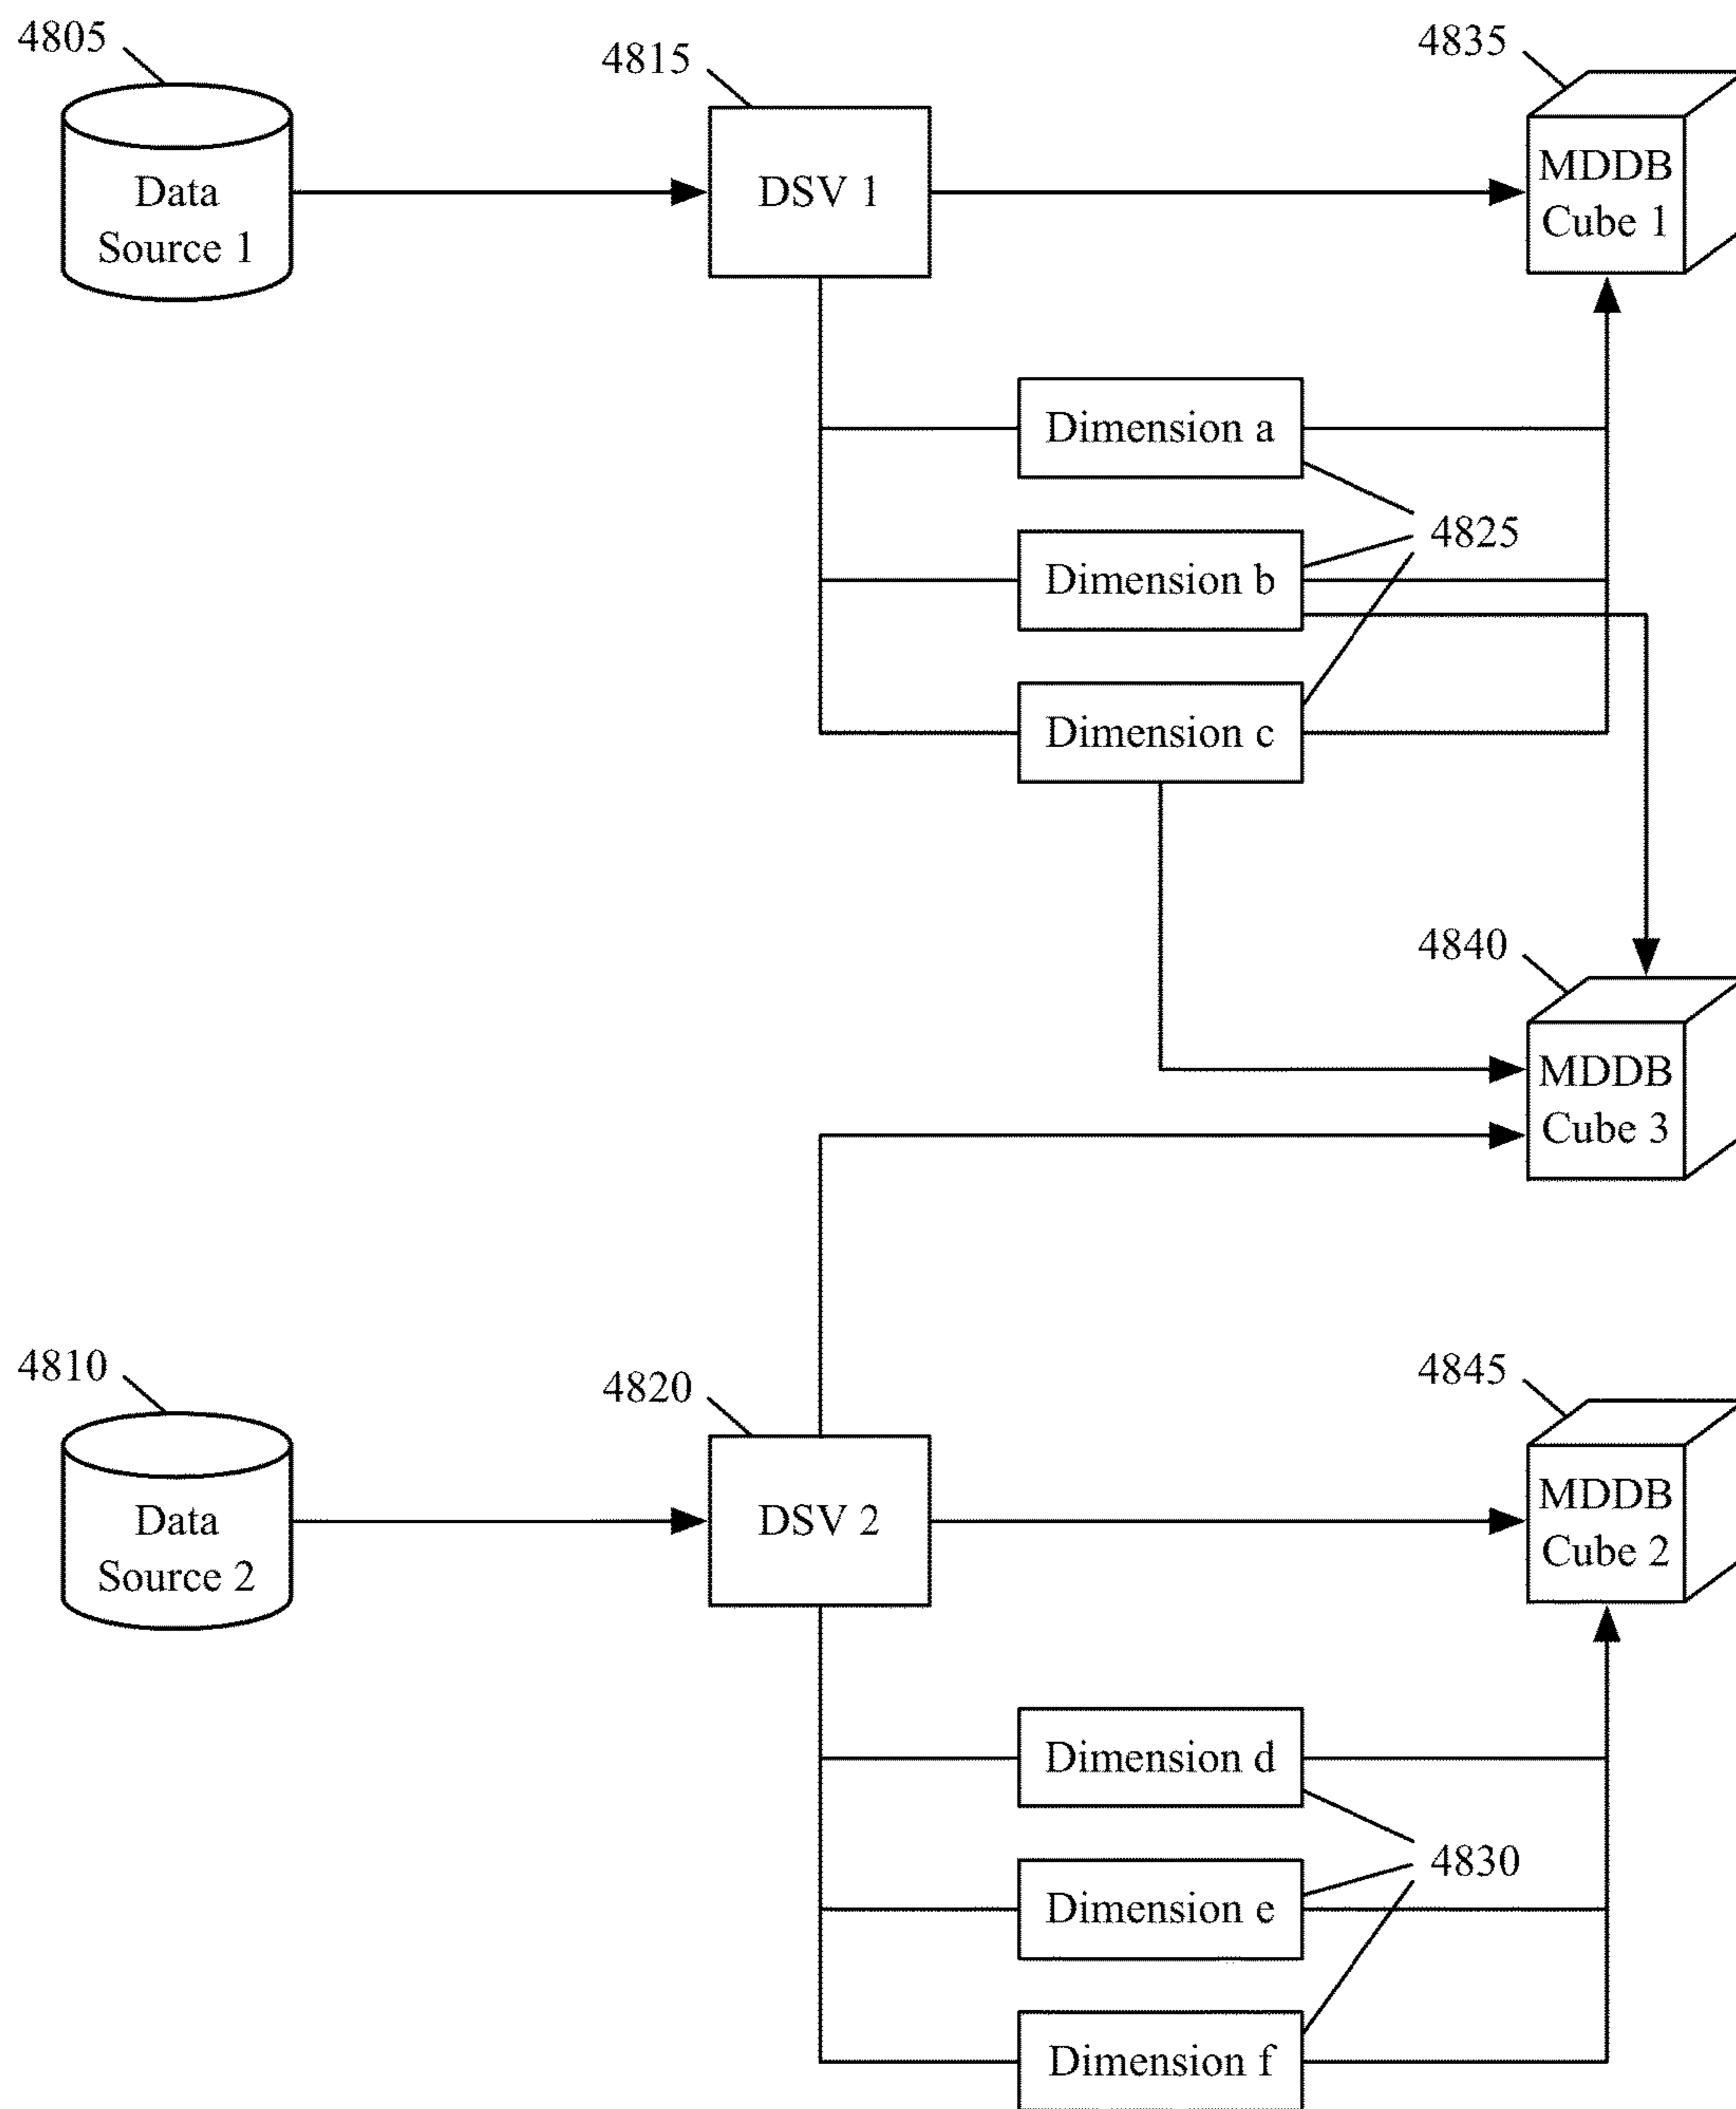 4805
4815
4835
Data
Source 1
DSV 1
MDDB
Cube 1
Dimension a
4825
Dimension b
Dimension c
4840
MDDB
Cube 3
4810
4820
4845
Data
Source 2
DSV 2
MDDB
Cube 2
Dimension d
4830
Dimension e
Dimension f